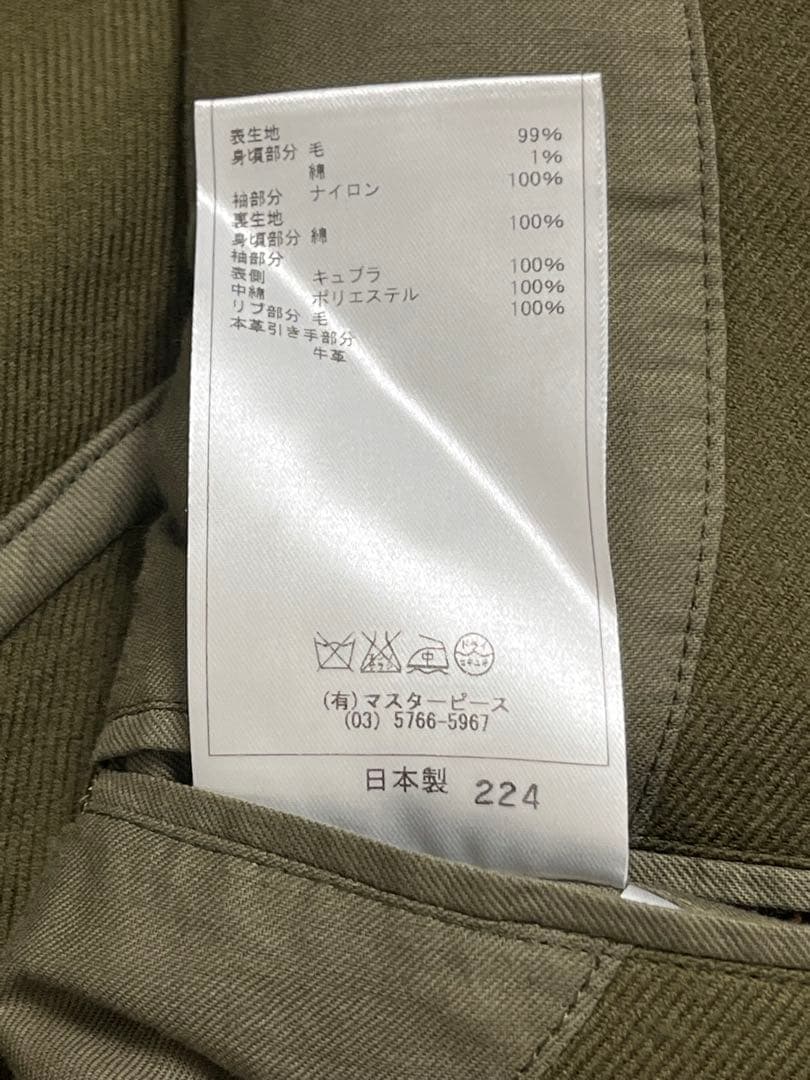 表生地
身頃部分 毛 99%
綿 1%
袖部分 ナイロン 100%
裏生地
身頃部分 綿 100%
袖部分
表側 キュプラ 100%
中綿 ポリエステル 100%
リブ部分 毛 100%
本革引き手部分
牛革
中 ドライ
(有)マスターピース
(03) 5766-5967
日本製 224